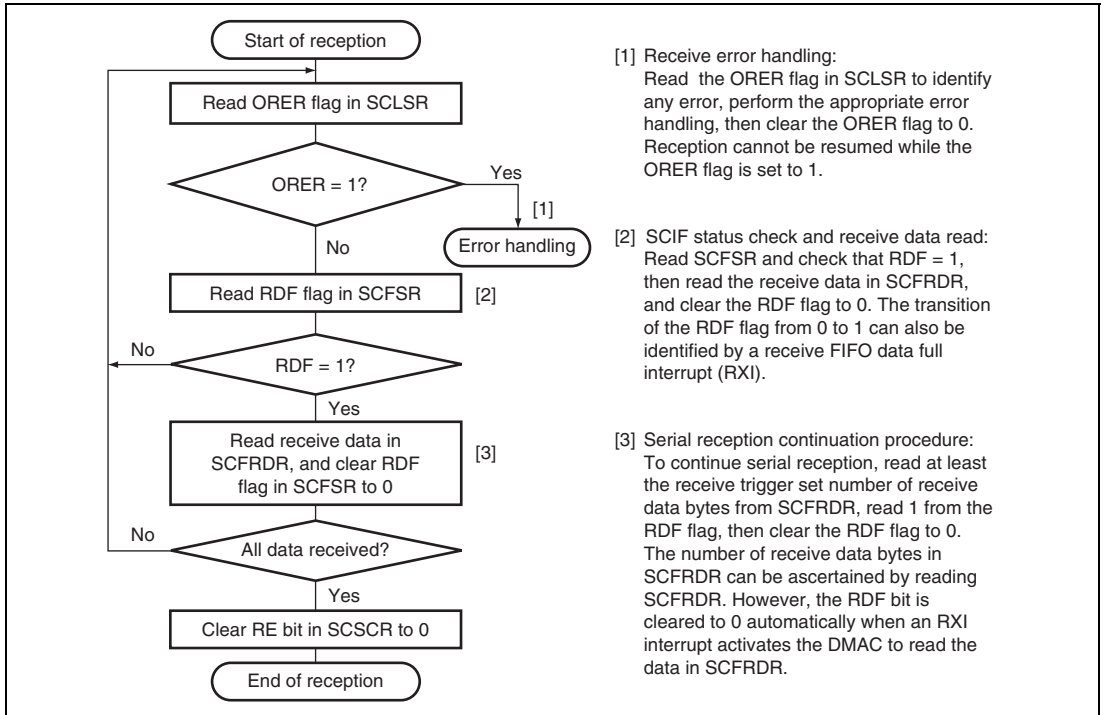 Start of reception
Read ORER flag in SCLSR
ORER = 1?
Yes
[1]
Error handling
No
Read RDF flag in SCFSR
[2]
No
RDF = 1?
Yes
Read receive data in
SCFRDR, and clear RDF
flag in SCFSR to 0
[3]
No
All data received?
Yes
Clear RE bit in SCSCR to 0
End of reception
[1] Receive error handling:
Read the ORER flag in SCLSR to identify
any error, perform the appropriate error
handling, then clear the ORER flag to 0.
Reception cannot be resumed while the
ORER flag is set to 1.
[2] SCIF status check and receive data read:
Read SCFSR and check that RDF = 1,
then read the receive data in SCFRDR,
and clear the RDF flag to 0. The transition
of the RDF flag from 0 to 1 can also be
identified by a receive FIFO data full
interrupt (RXI).
[3] Serial reception continuation procedure:
To continue serial reception, read at least
the receive trigger set number of receive
data bytes from SCFRDR, read 1 from the
RDF flag, then clear the RDF flag to 0.
The number of receive data bytes in
SCFRDR can be ascertained by reading
SCFRDR. However, the RDF bit is
cleared to 0 automatically when an RXI
interrupt activates the DMAC to read the
data in SCFRDR.